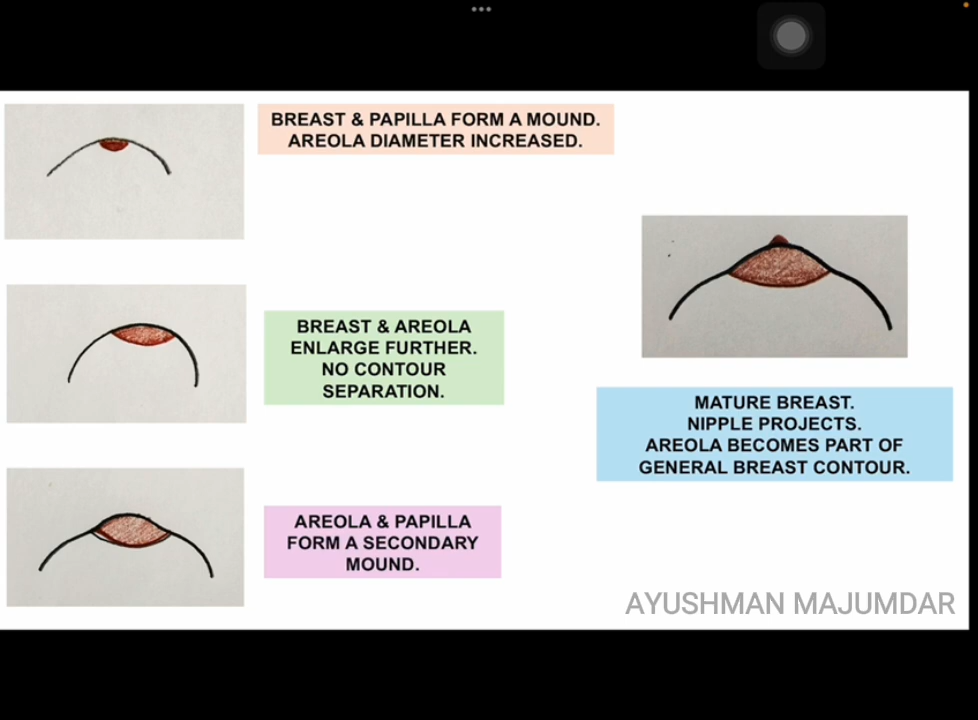 BREAST & PAPILLA FORM A MOUND.
AREOLA DIAMETER INCREASED.
BREAST & AREOLA
ENLARGE FURTHER.
NO CONTOUR
SEPARATION.
AREOLA & PAPILLA
FORM A SECONDARY
MOUND.
MATURE BREAST.
NIPPLE PROJECTS.
AREOLA BECOMES PART OF
GENERAL BREAST CONTOUR.
AYUSHMAN MAJUMDAR